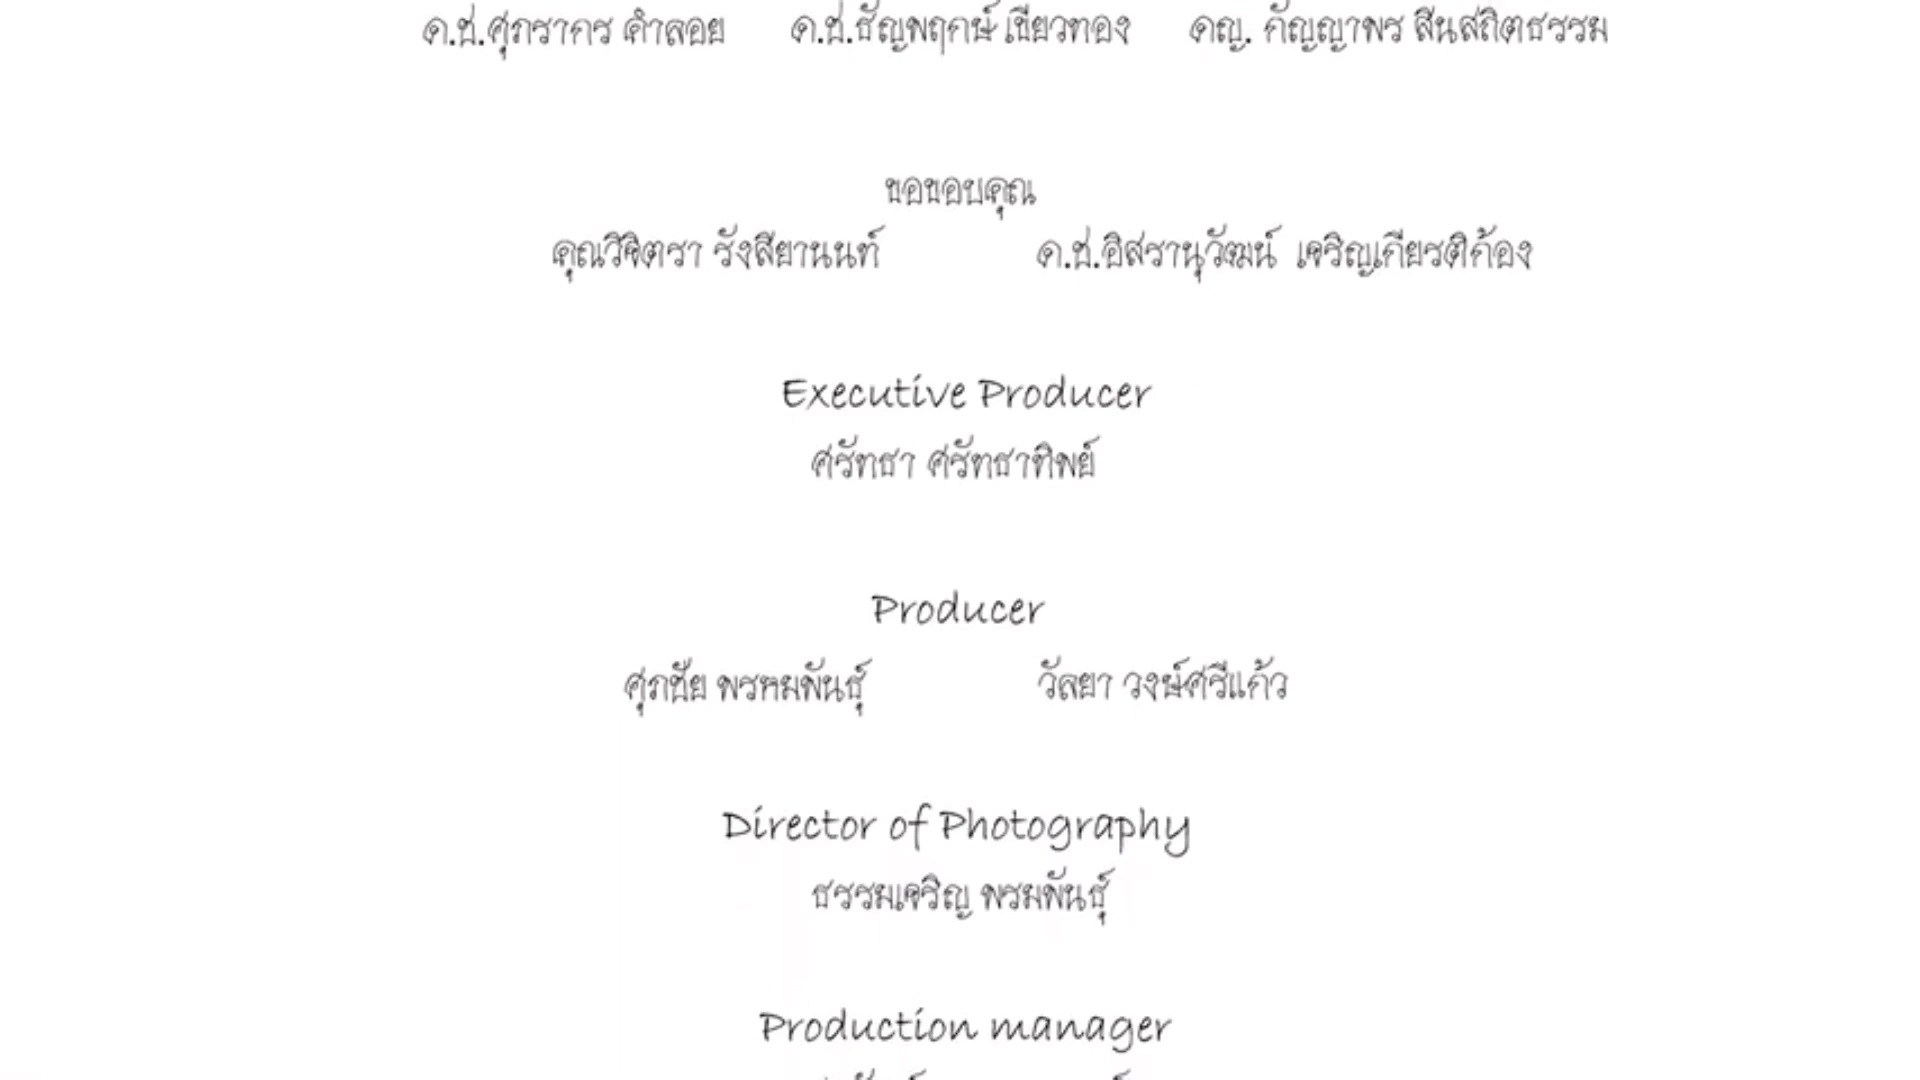 ด.ช.ศุภรากร คำลอย ด.ช.ธัญพฤกษ์ เขียวทอง ดญ. กัญญาพร สินสถิตธรรม
ขอขอบคุณ
คุณวิจิตรา รังสียานนท์ ด.ช.อิสรานุวัฒน์ เจริญเกียรติก้อง
Executive Producer
ศรัทธา ศรัทธาทิพย์
Producer
ศุภชัย พรหมพันธุ์ วัลยา วงษ์ศรีแก้ว
Director of Photography
ธรรมเจริญ พรมพันธุ์
Production manager